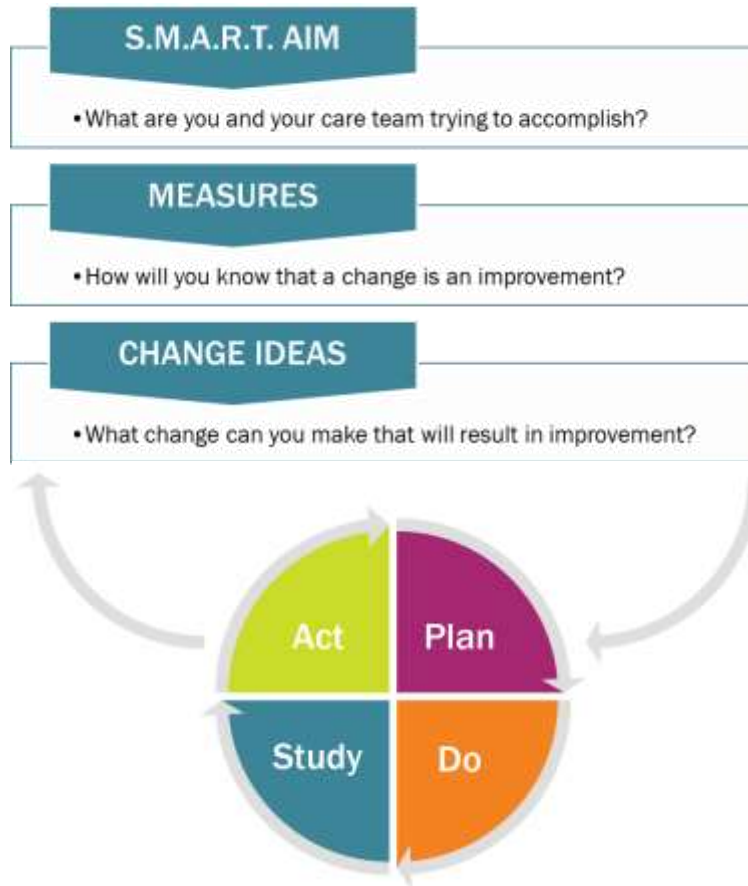 S.M.A.R.T. AIM
•What are you and your care team trying to accomplish?
MEASURES
•How will you know that a change is an improvement?
CHANGE IDEAS
•What change can you make that will result in improvement?
Act
Plan
Study
Do